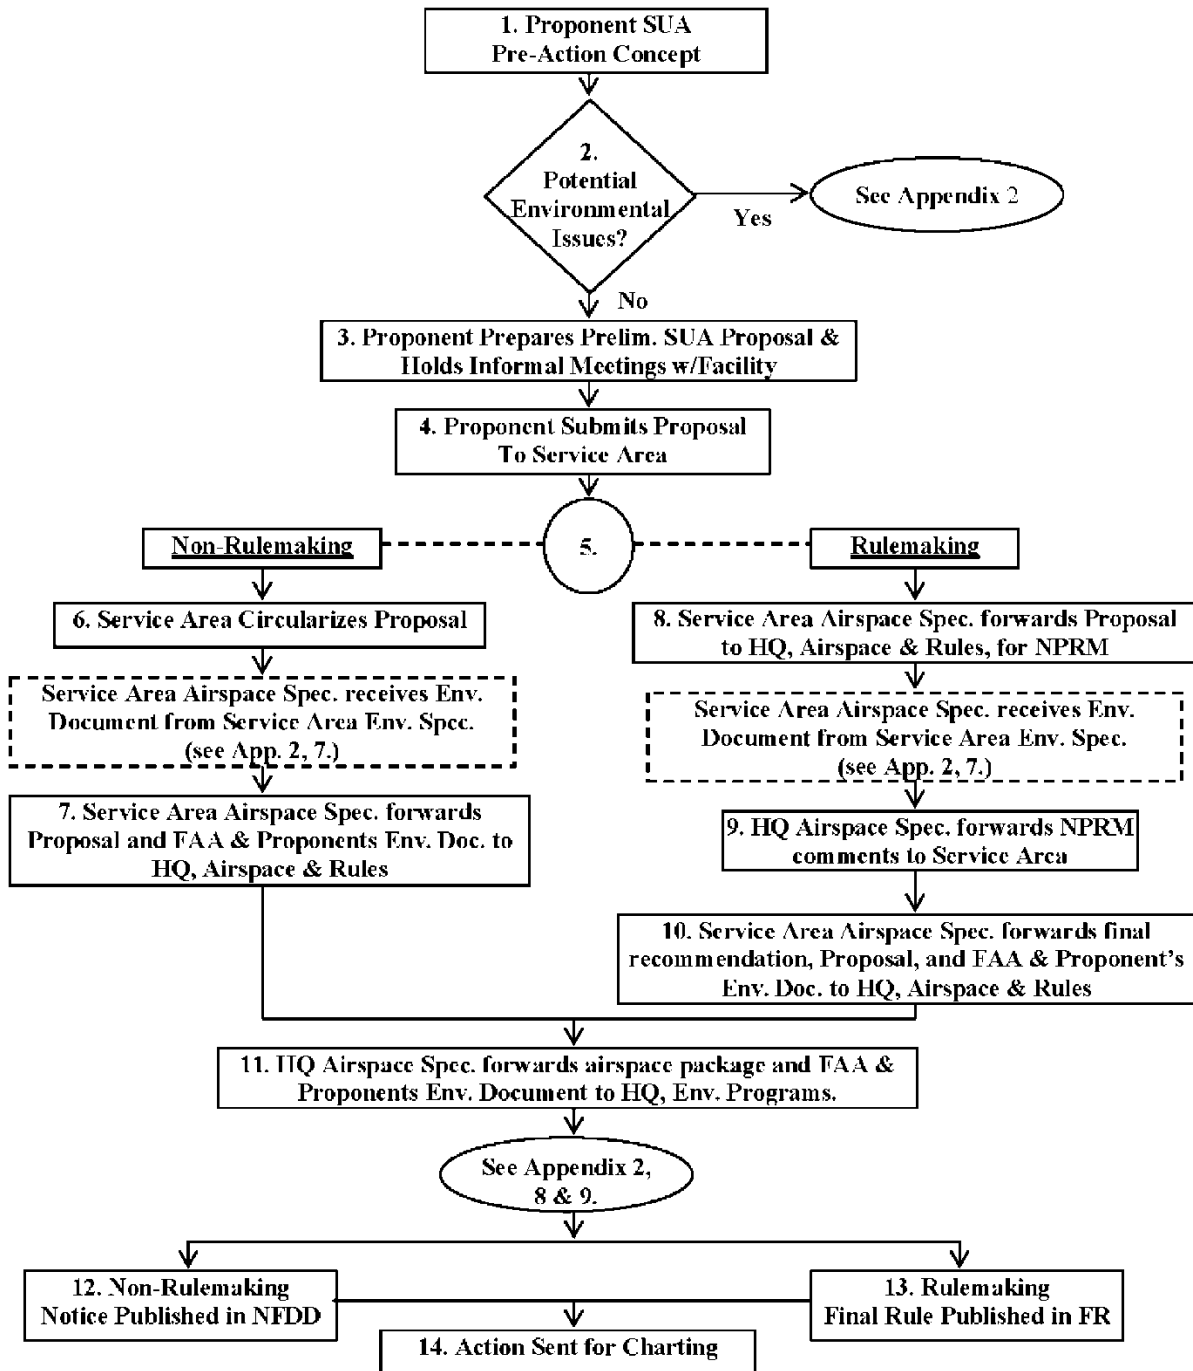 1. Proponent SUA
Pre-Action Concept
2.
Potential
Environmental
Issues?
Yes
See Appendix 2
No
3. Proponent Prepares Prelim. SUA Proposal &
Holds Informal Meetings w/Facility
4. Proponent Submits Proposal
To Service Area
5.
Non-Rulemaking
Rulemaking
6. Service Area Circularizes Proposal
Service Area Airspace Spec. receives Env.
Document from Service Area Env. Spec.
(see App. 2, 7.)
7. Service Area Airspace Spec. forwards
Proposal and FAA & Proponents Env. Doc. to
HQ, Airspace & Rules
8. Service Area Airspace Spec. forwards Proposal
to HQ, Airspace & Rules, for NPRM
Service Area Airspace Spec. receives Env.
Document from Service Area Env. Spec.
(see App. 2, 7.)
9. HQ Airspace Spec. forwards NPRM
comments to Service Area
10. Service Area Airspace Spec. forwards final
recommendation, Proposal, and FAA & Proponent's
Env. Doc. to HQ, Airspace & Rules
11. HQ Airspace Spec. forwards airspace package and FAA &
Proponents Env. Document to HQ, Env. Programs.
See Appendix 2,
8 & 9.
12. Non-Rulemaking
Notice Published in NFDD
13. Rulemaking
Final Rule Published in FR
14. Action Sent for Charting